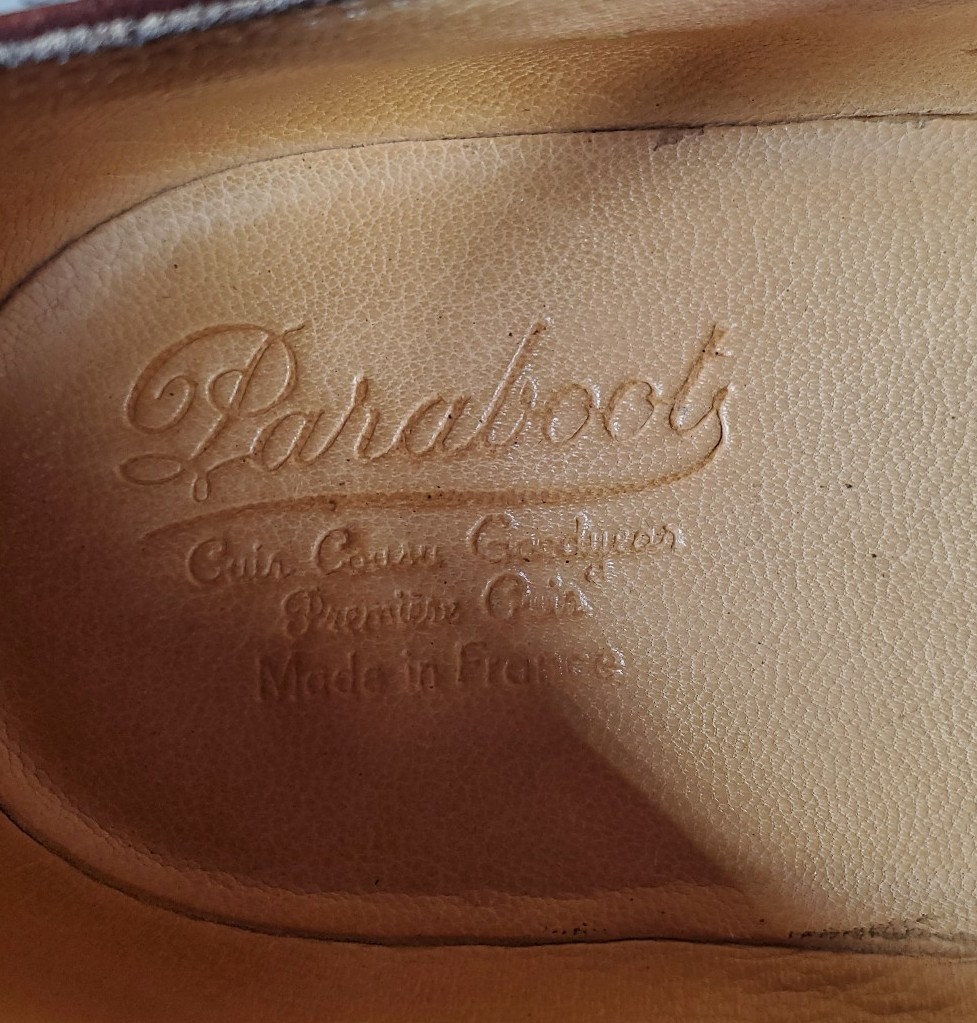 Paraboot
Cuir Cousu Goodyear
Première Cuir
Made in France